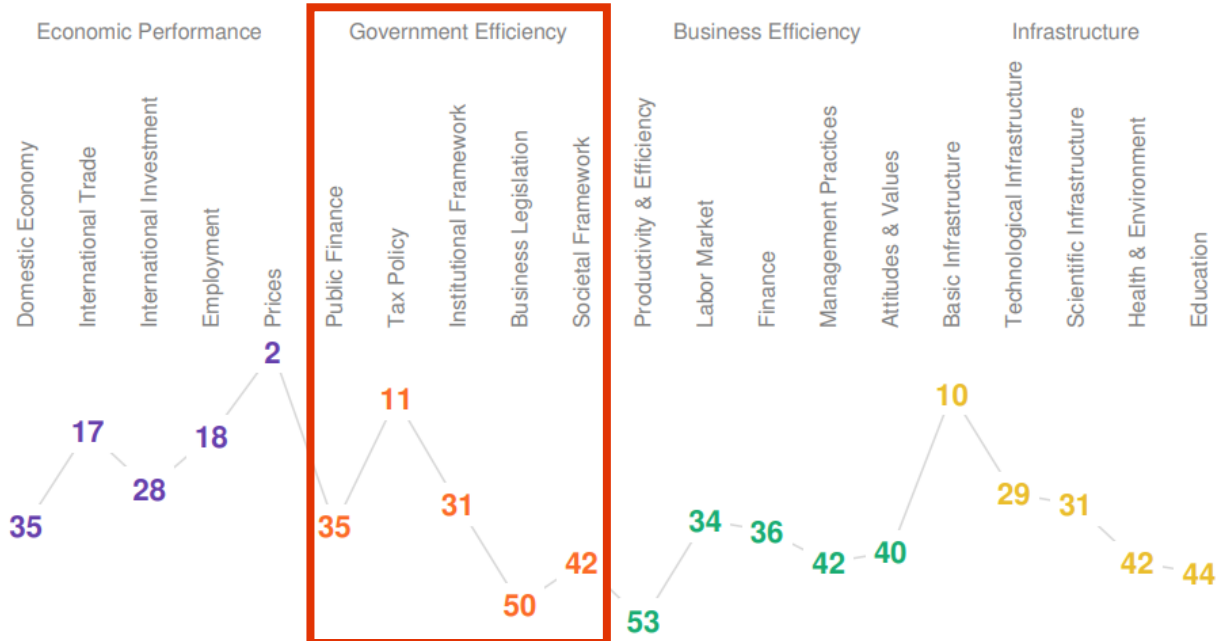 Economic Performance
Government Efficiency
Business Efficiency
Infrastructure
Domestic Economy
International Trade
International Investment
Employment
Prices
Public Finance
Tax Policy
Institutional Framework
Business Legislation
Societal Framework
Productivity & Efficiency
Labor Market
Finance
Management Practices
Attitudes & Values
Basic Infrastructure
Technological Infrastructure
Scientific Infrastructure
Health & Environment
Education
35
17
28
18
2
35
11
31
50
42
53
34
36
42
40
10
29
31
42
44